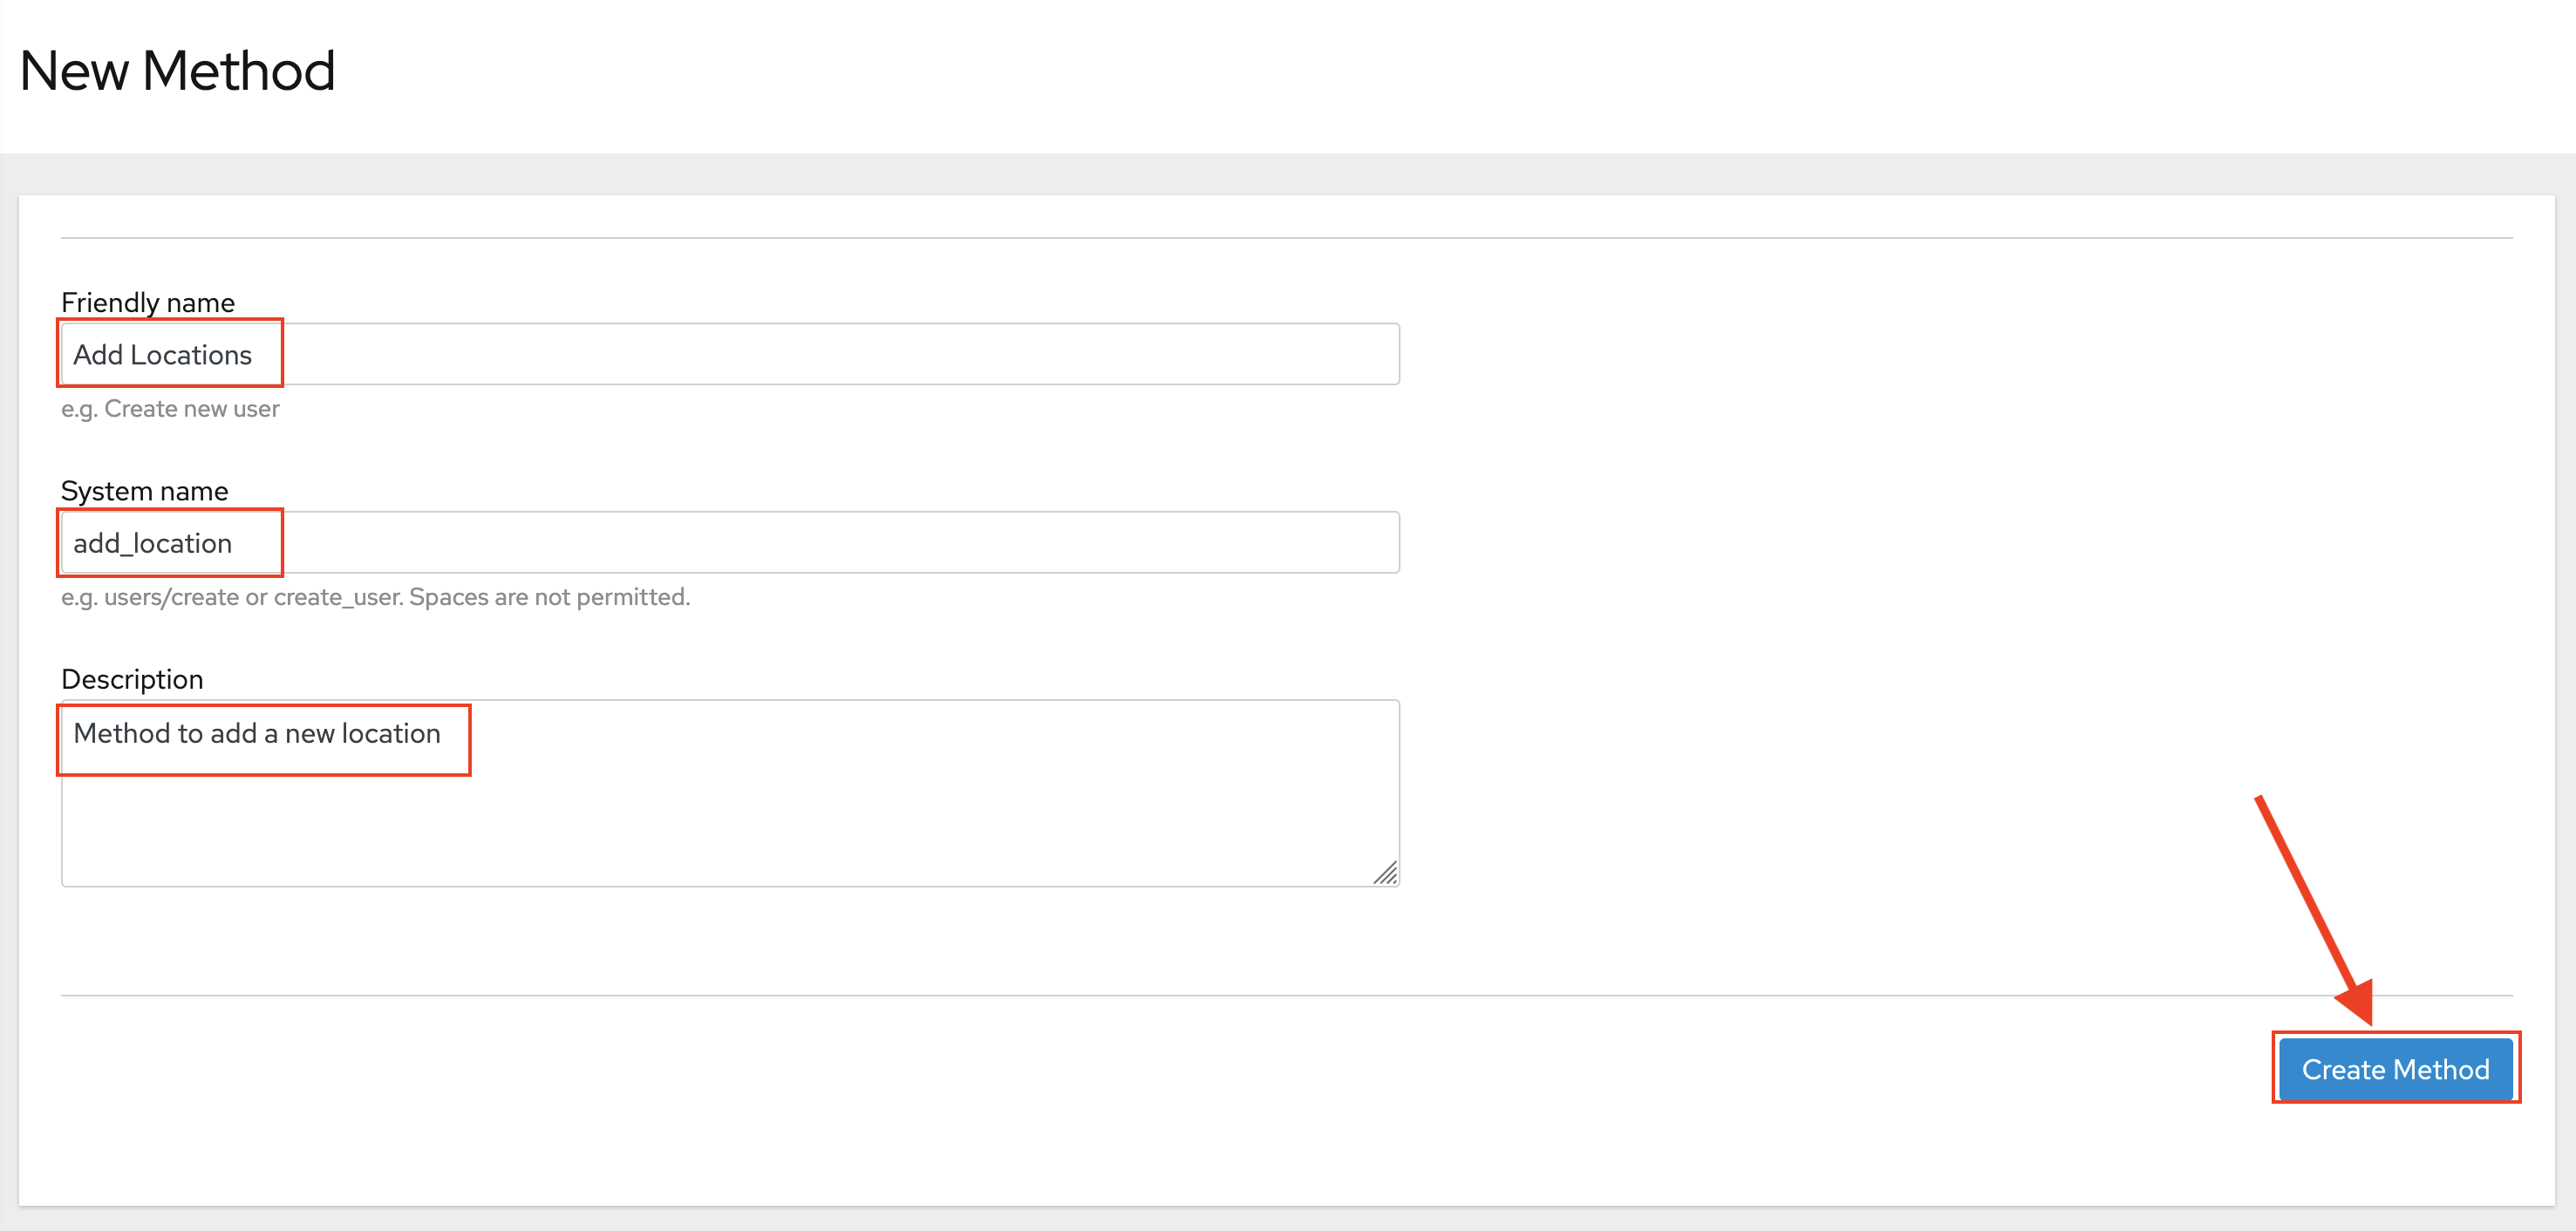 New Method
Friendly name
Add Locations
e.g. Create new user
System name
add_location
e.g. users/create or create_user. Spaces are not permitted.
Description
Method to add a new location
Create Method